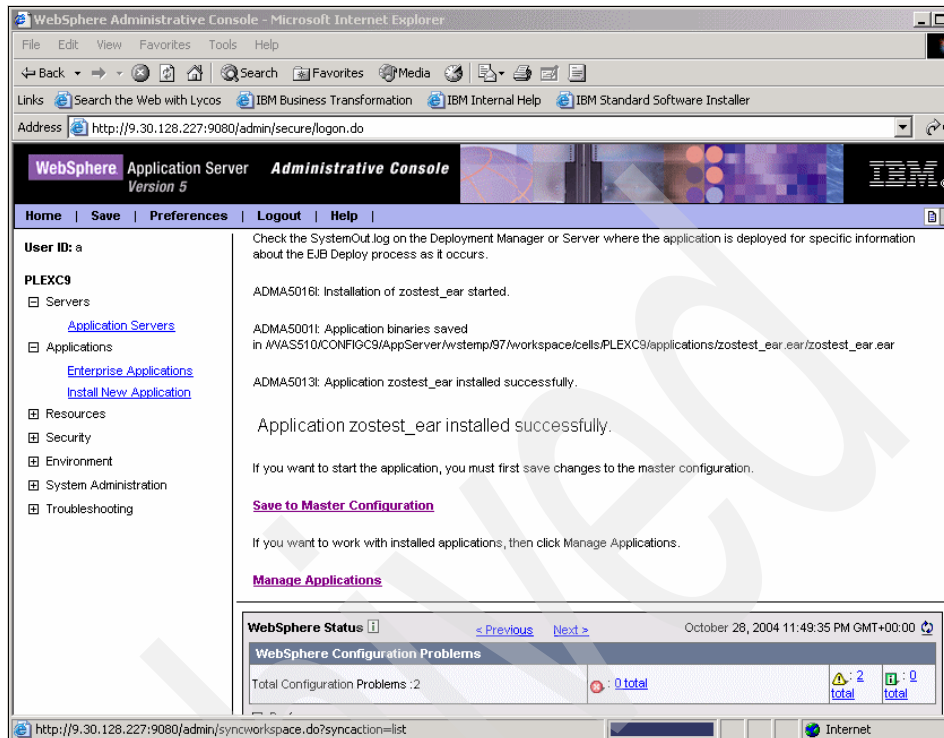 WebSphere Administrative Console - Microsoft Internet Explorer
File Edit View Favorites Tools Help
Back Search Favorites Media
Links Search the Web with Lycos IBM Business Transformation IBM Internal Help IBM Standard Software Installer
Address http://9.30.128.227:9080/admin/secure/logon.do
WebSphere Application Server Administrative Console
Version 5
IBM
Home | Save | Preferences | Logout | Help |
User ID: a
PLEXC9
Servers
Application Servers
Applications
Enterprise Applications
Install New Application
Resources
Security
Environment
System Administration
Troubleshooting
Check the SystemOut.log on the Deployment Manager or Server where the application is deployed for specific information
about the EJB Deploy process as it occurs.
ADMA5016I: Installation of zostest_ear started.
ADMA5001I: Application binaries saved
in /WAS510/CONFIGC9/AppServer/wstemp/97/workspace/cells/PLEXC9/applications/zostest_ear.ear/zostest_ear.ear
ADMA5013I: Application zostest_ear installed successfully.
Application zostest_ear installed successfully.
If you want to start the application, you must first save changes to the master configuration.
Save to Master Configuration
If you want to work with installed applications, then click Manage Applications.
Manage Applications
WebSphere Status < Previous Next > October 28, 2004 11:49:35 PM GMT+00:00
WebSphere Configuration Problems
Total Configuration Problems :2 : 0 total : 2 total : 0 total
http://9.30.128.227:9080/admin/syncworkspace.do?syncaction=list Internet